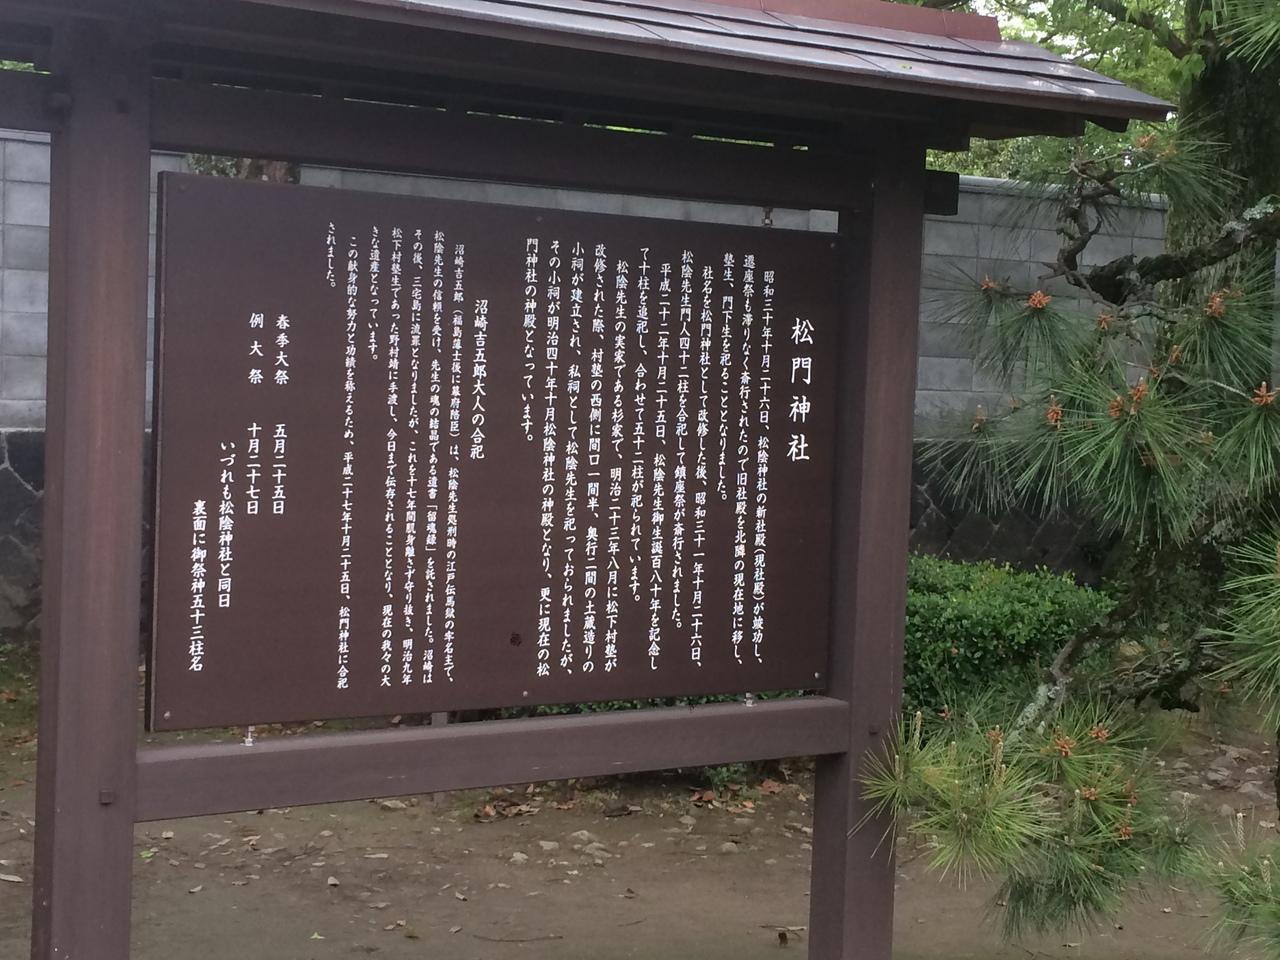 松門神社
昭和三十年十月二十六日、松陰神社の新社殿(現社殿)が竣功し、
遷座祭も滞りなく斎行されたので旧社殿を北隣の現在地に移し、
塾生、門下生を祀ることとなりました。
社名を松門神社として改修した後、昭和三十一年十月二十六日、
松陰先生門人四十二柱を合祀して鎮座祭が斎行されました。
平成二十二年十月二十五日、松陰先生御生誕百八十年を記念し
て十柱を追祀し、合わせて五十二柱が祀られています。
松陰先生の実家である杉家で、明治二十三年八月に松下村塾が
改修された際、村塾の西側に間口一間半、奥行二間の土蔵造りの
小祠が建立され、私祠として松陰先生を祀っておられましたが、
その小祠が明治四十年十月松陰神社の神殿となり、更に現在の松
門神社の神殿となっています。
沼崎吉五郎大人の合祀
沼崎吉五郎(福島藩士後に幕府陪臣)は、松陰先生処刑時の江戸伝馬獄の牢名主で、
松陰先生の信頼を受け、先生の魂の結晶である遺書「留魂録」を託されました。沼崎は
その後、三宅島に流罪となりましたが、これを十七年間肌身離さず守り抜き、明治九年
松下村塾生であった野村靖に手渡し、今日まで伝存されることとなり、現在の我々の大
きな遺産となっています。
この献身的な努力と功績を称えるため、平成二十七年十月二十五日、松門神社に合祀
されました。
春季大祭 五月二十五日
例大祭 十月二十七日
いづれも松陰神社と同日
裏面に御祭神五十三柱名